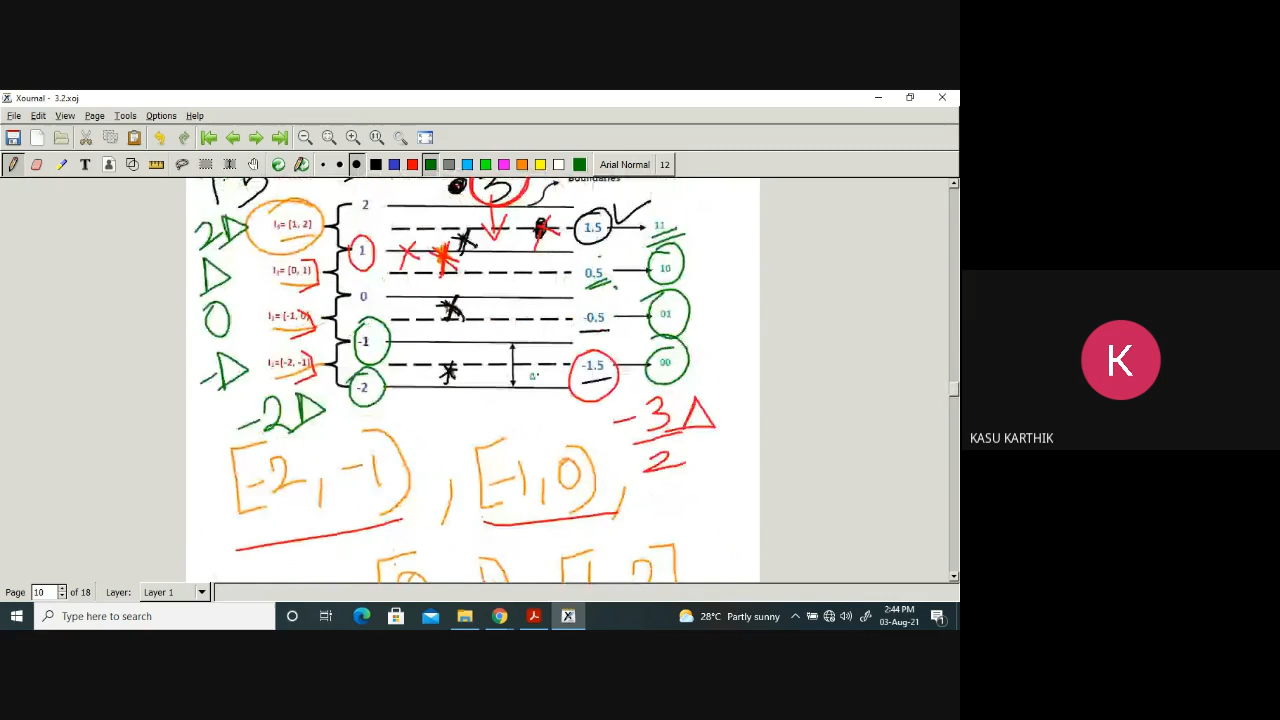 Xournal - 3.2.xoj
File Edit View Page Tools Options Help
Arial Normal 12
Boundaries
3
2
2Δ I₄= [1, 2] 1.5 11
1
Δ I₃= [0, 1) 0.5 10
0
0 I₂= [-1, 0) -0.5 01
-1
-Δ I₁=[-2, -1) Δ -1.5 00
-2
-2Δ
-3Δ
2
[-2, -1) , [-1, 0) ,
KASU KARTHIK
K
Page 10 of 18 Layer: Layer 1
Type here to search
28°C Partly sunny
2:44 PM
03-Aug-21
1